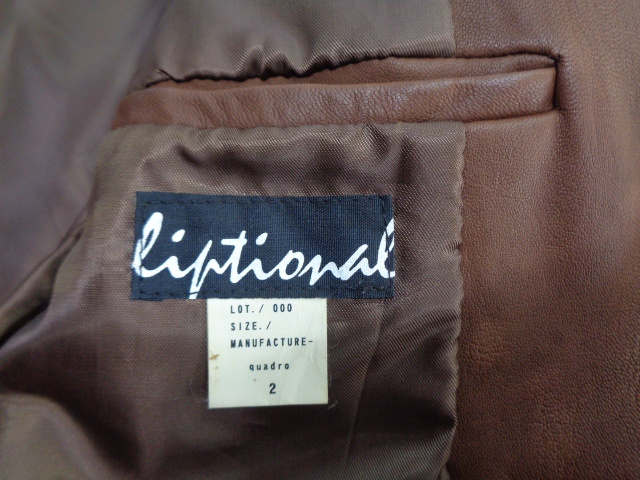 liptional
LOT./ 000
SIZE./
MANUFACTURE-
quadro
2